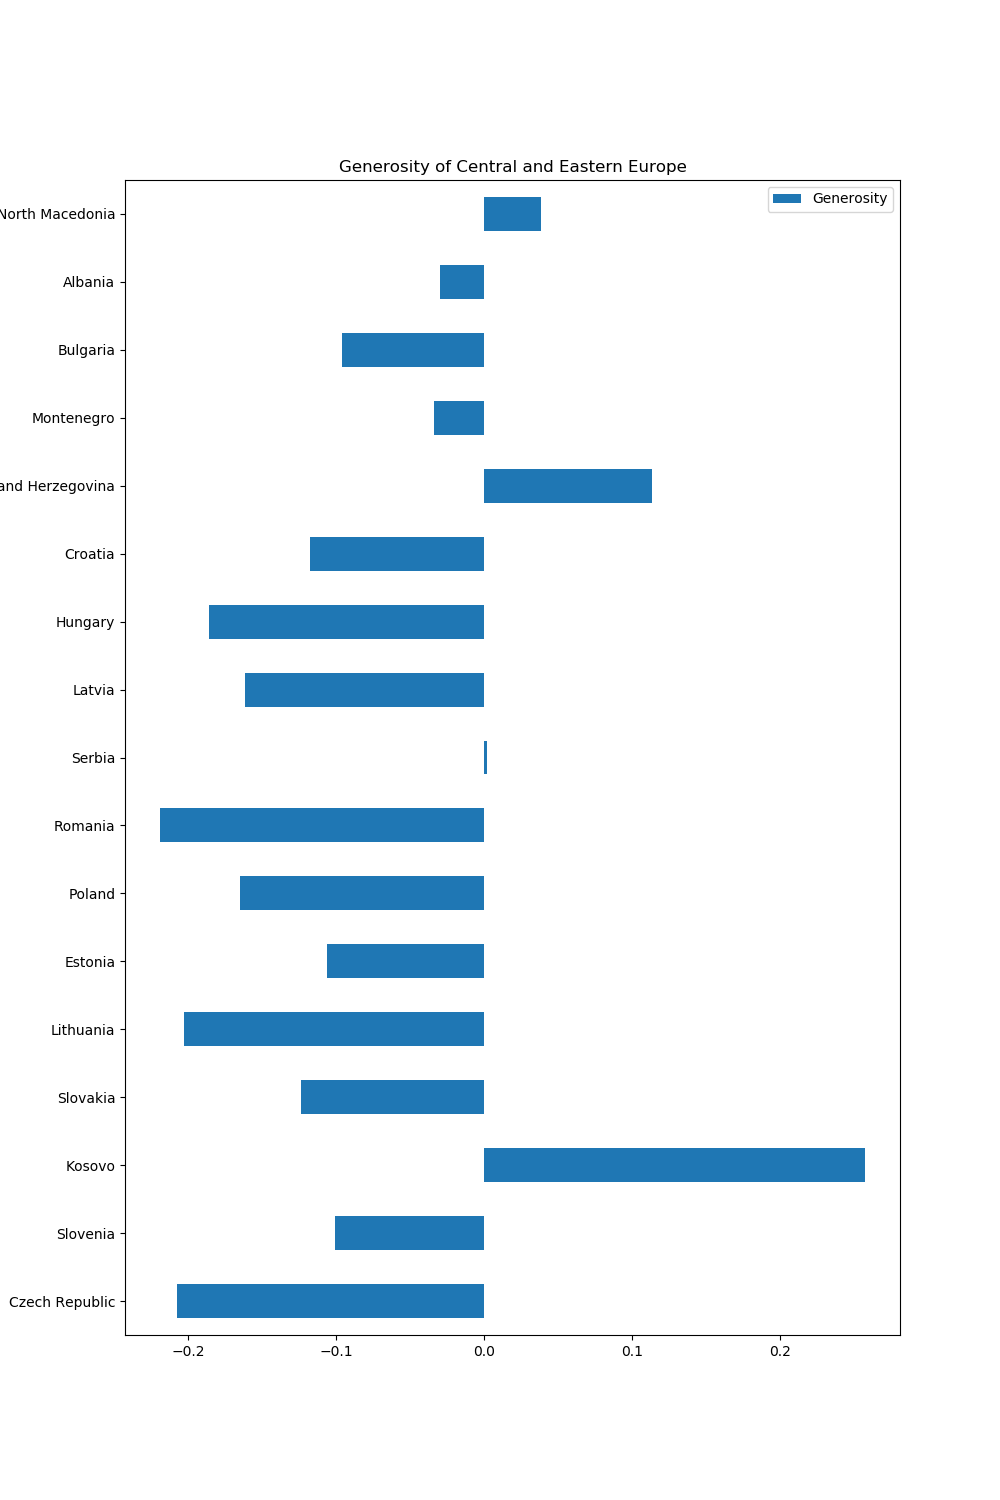 Generosity of Central and Eastern Europe
Generosity
North Macedonia
Albania
Bulgaria
Montenegro
and Herzegovina
Croatia
Hungary
Latvia
Serbia
Romania
Poland
Estonia
Lithuania
Slovakia
Kosovo
Slovenia
Czech Republic
−0.2 −0.1 0.0 0.1 0.2